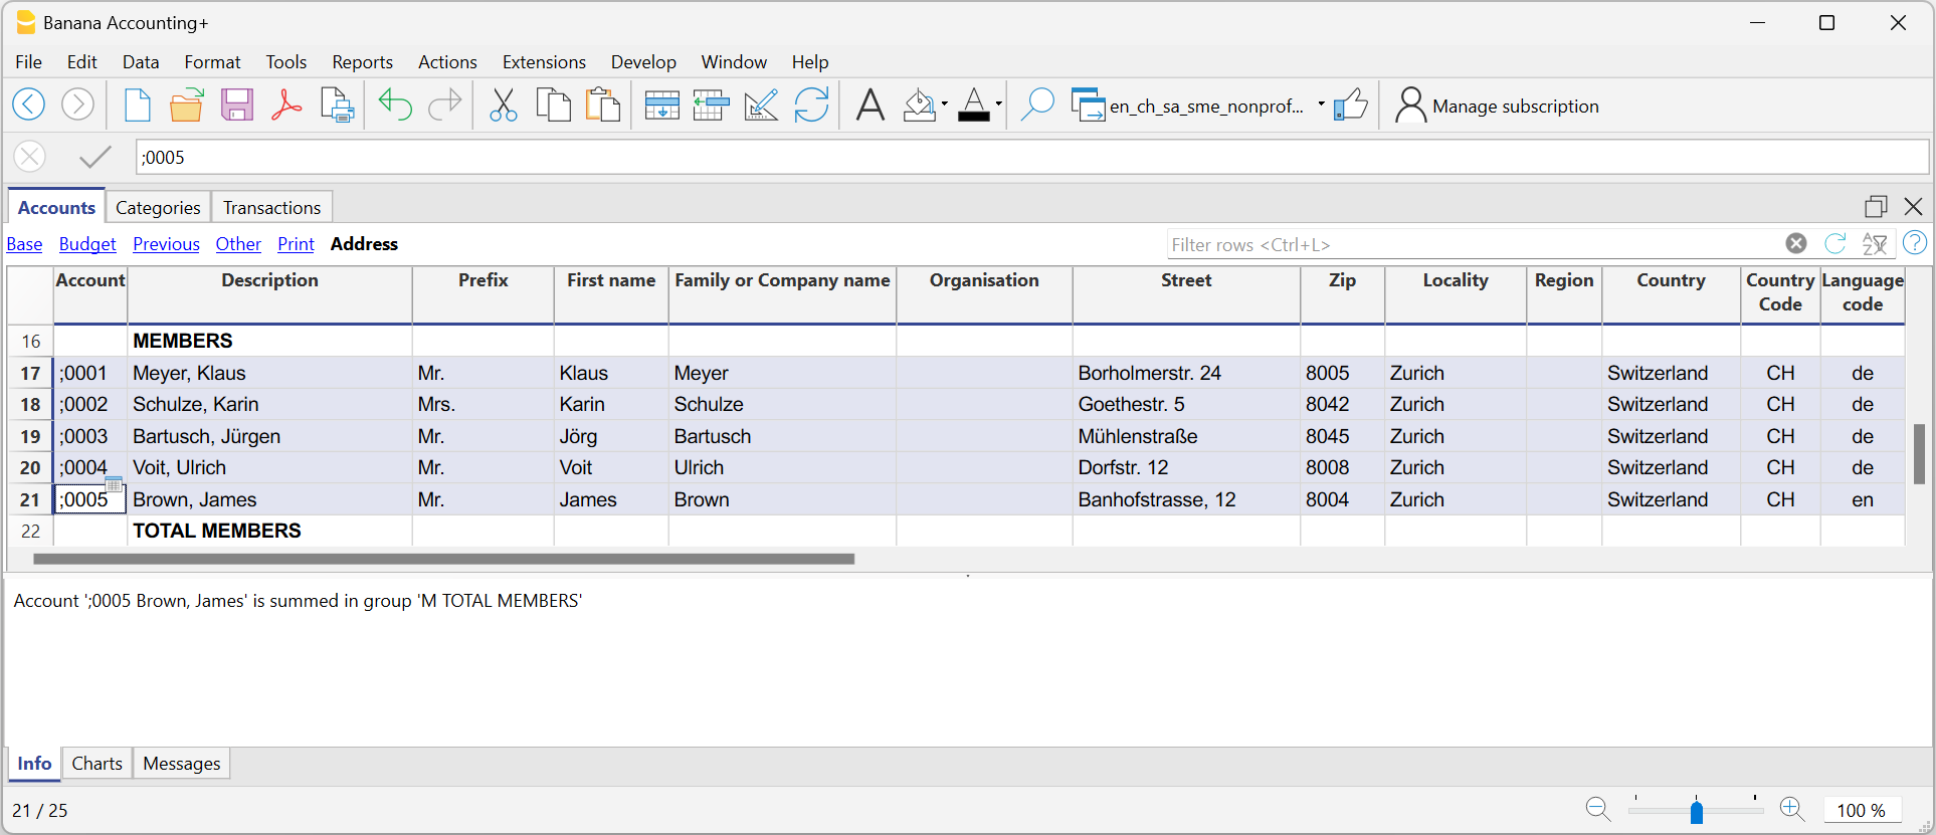 Banana Accounting+
File Edit Data Format Tools Reports Actions Extensions Develop Window Help
en_ch_sa_sme_nonprof... Manage subscription
;0005
Accounts Categories Transactions
Base Budget Previous Other Print Address Filter rows <Ctrl+L>
Account Description Prefix First name Family or Company name Organisation Street Zip Locality Region Country Country Code Language code
16 MEMBERS
17 ;0001 Meyer, Klaus Mr. Klaus Meyer Borholmerstr. 24 8005 Zurich Switzerland CH de
18 ;0002 Schulze, Karin Mrs. Karin Schulze Goethestr. 5 8042 Zurich Switzerland CH de
19 ;0003 Bartusch, Jürgen Mr. Jörg Bartusch Mühlenstraße 8045 Zurich Switzerland CH de
20 ;0004 Voit, Ulrich Mr. Voit Ulrich Dorfstr. 12 8008 Zurich Switzerland CH de
21 ;0005 Brown, James Mr. James Brown Banhofstrasse, 12 8004 Zurich Switzerland CH en
22 TOTAL MEMBERS
Account ';0005 Brown, James' is summed in group 'M TOTAL MEMBERS'
Info Charts Messages
21 / 25 100 %